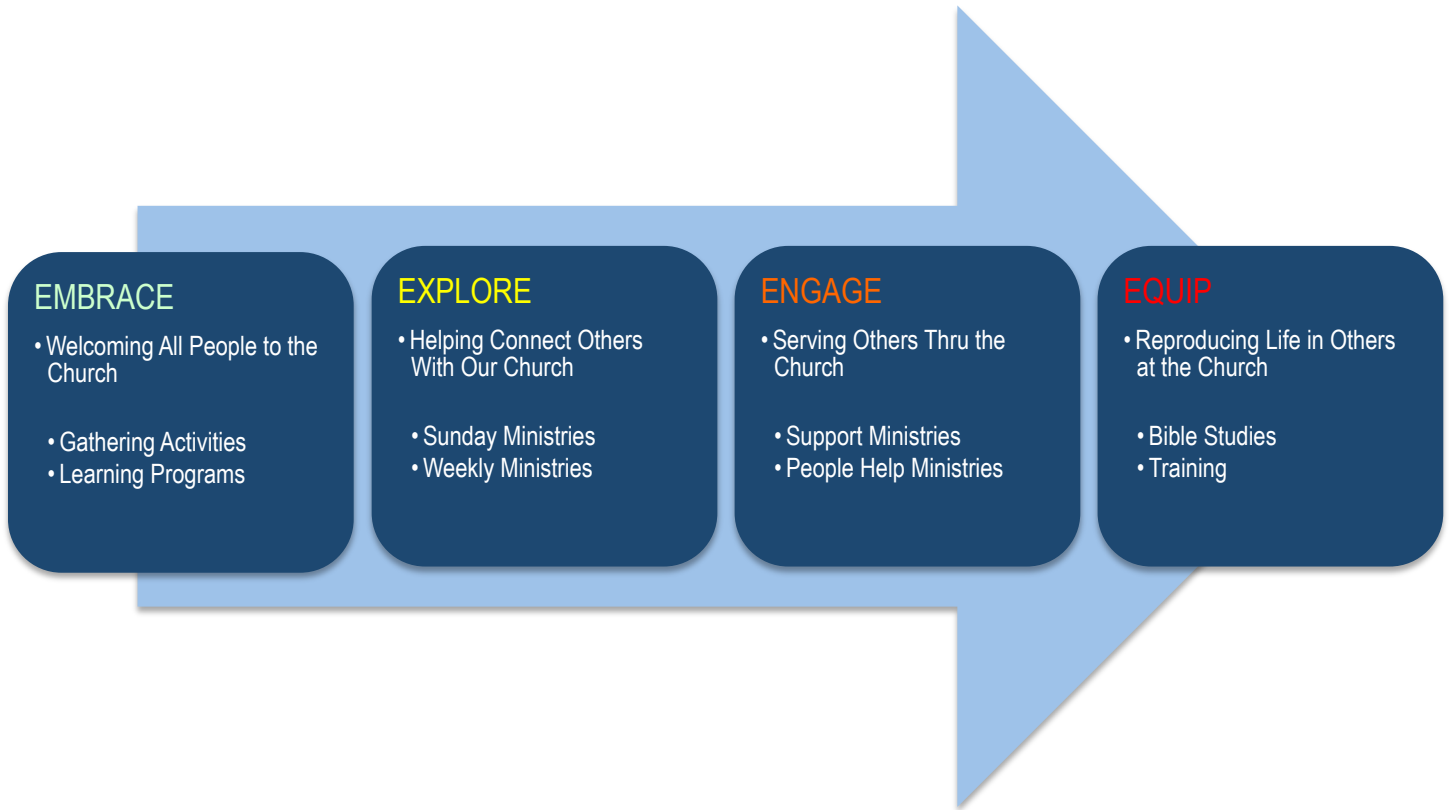 EMBRACE
• Welcoming All People to the
Church
• Gathering Activities
• Learning Programs
EXPLORE
• Helping Connect Others
With Our Church
• Sunday Ministries
• Weekly Ministries
ENGAGE
• Serving Others Thru the
Church
• Support Ministries
• People Help Ministries
EQUIP
• Reproducing Life in Others
at the Church
• Bible Studies
• Training